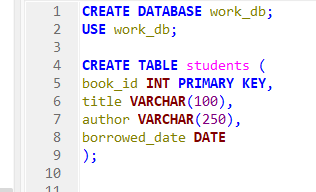 1 CREATE DATABASE work_db;
2 USE work_db;
3
4 CREATE TABLE students (
5 book_id INT PRIMARY KEY,
6 title VARCHAR(100),
7 author VARCHAR(250),
8 borrowed_date DATE
9 );
10
11